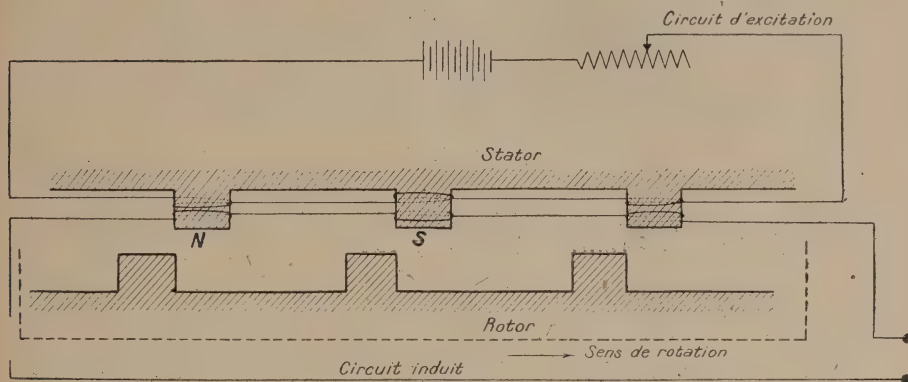 Circuit d'excitation
Stator
N
S
Rotor
Sens de rotation
Circuit induit